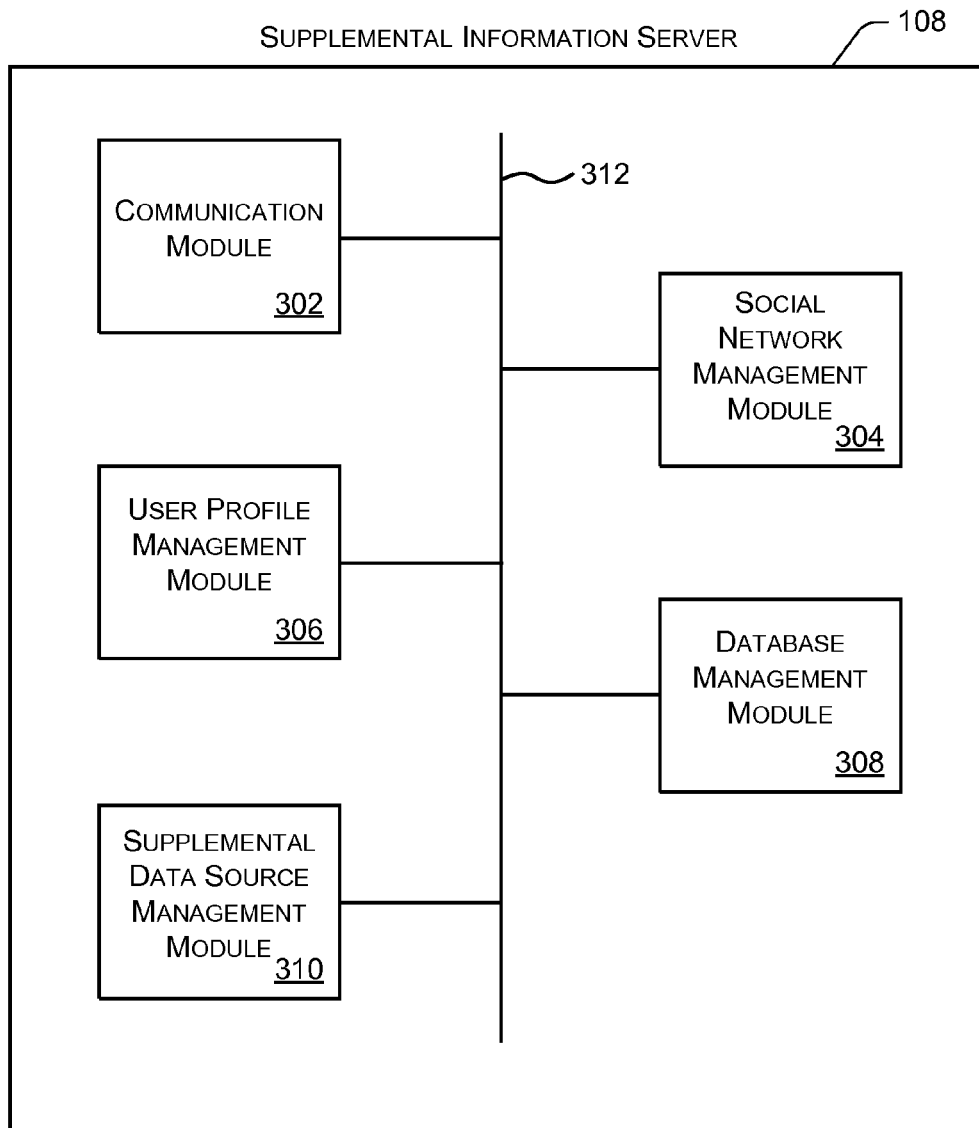 SUPPLEMENTAL INFORMATION SERVER
108
312
COMMUNICATION
MODULE
302
SOCIAL
NETWORK
MANAGEMENT
MODULE
304
USER PROFILE
MANAGEMENT
MODULE
306
DATABASE
MANAGEMENT
MODULE
308
SUPPLEMENTAL
DATA SOURCE
MANAGEMENT
MODULE
310